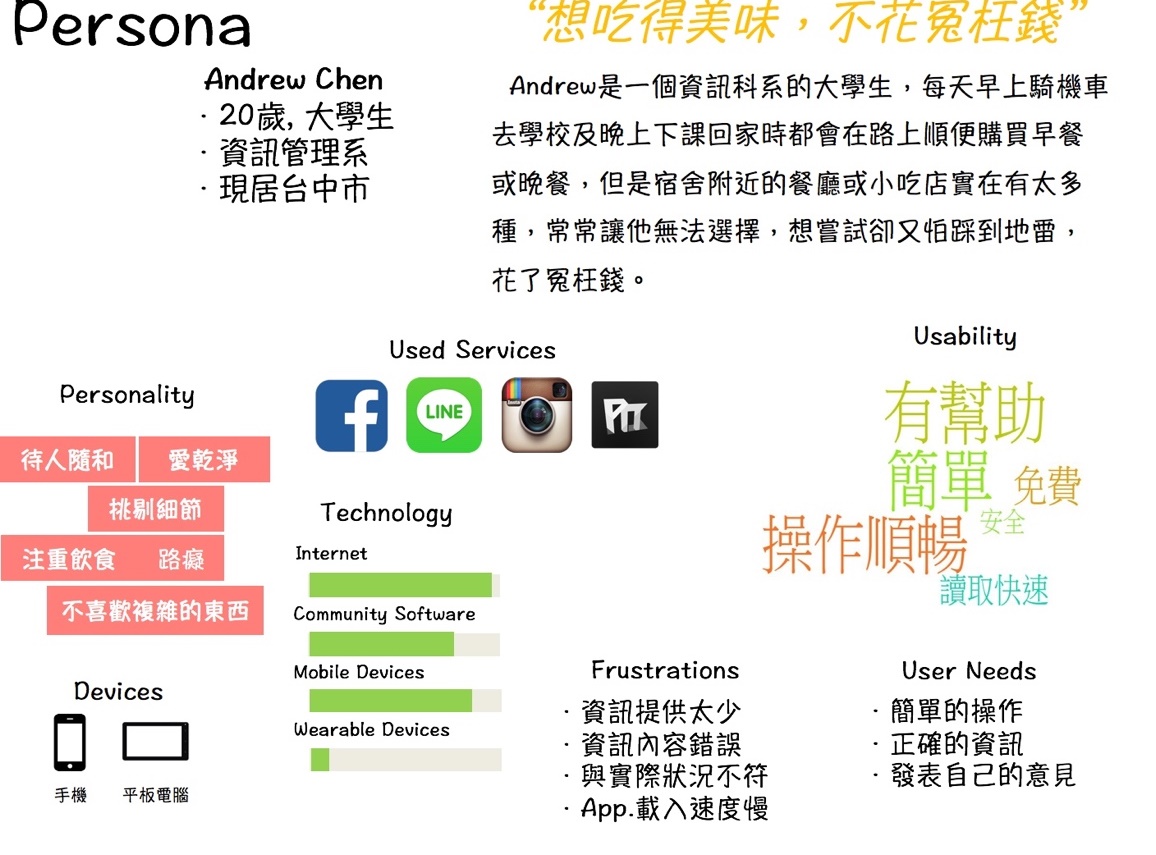 Persona
“想吃得美味，不花冤枉錢”
Andrew Chen
· 20歲, 大學生
· 資訊管理系
· 現居台中市
Andrew是一個資訊科系的大學生，每天早上騎機車
去學校及晚上下課回家時都會在路上順便購買早餐
或晚餐，但是宿舍附近的餐廳或小吃店實在有太多
種，常常讓他無法選擇，想嘗試卻又怕踩到地雷，
花了冤枉錢。
Personality
待人隨和 愛乾淨
挑剔細節
注重飲食 路癡
不喜歡複雜的東西
Devices
手機 平板電腦
Used Services
LINE
Technology
Internet
Community Software
Mobile Devices
Wearable Devices
Usability
有幫助
簡單 免費
安全
操作順暢
讀取快速
Frustrations
· 資訊提供太少
· 資訊內容錯誤
· 與實際狀況不符
· App.載入速度慢
User Needs
· 簡單的操作
· 正確的資訊
· 發表自己的意見